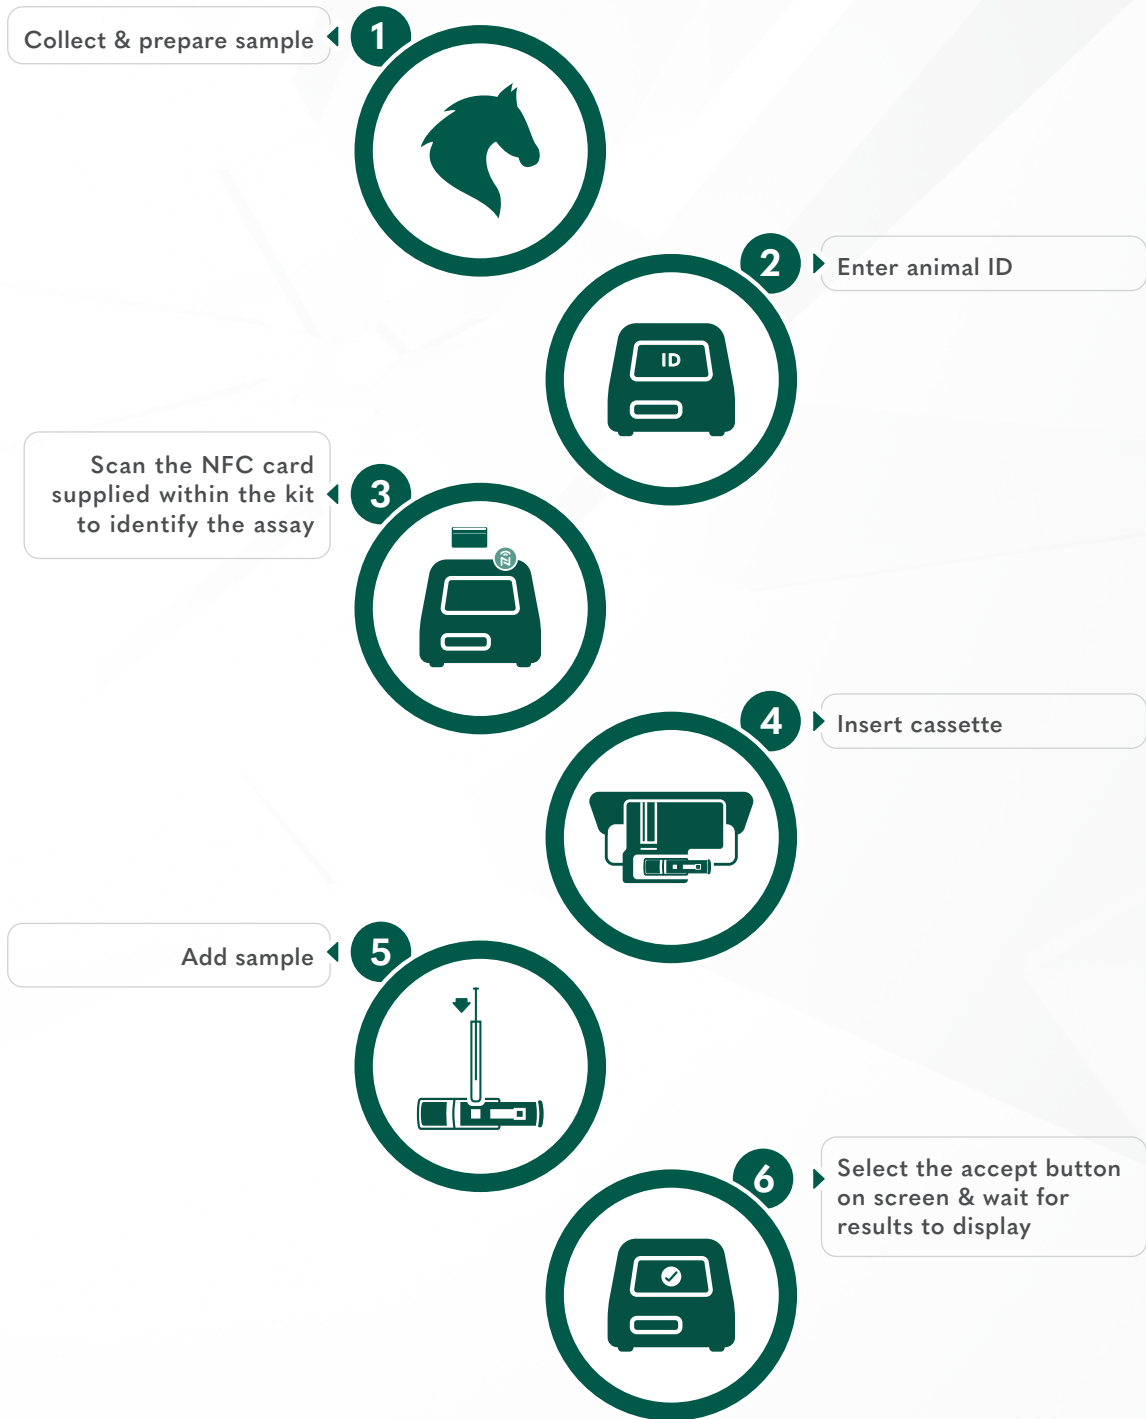 Collect & prepare sample
1
2
Enter animal ID
ID
Scan the NFC card
supplied within the kit
to identify the assay
3
4
Insert cassette
Add sample
5
6
Select the accept button
on screen & wait for
results to display